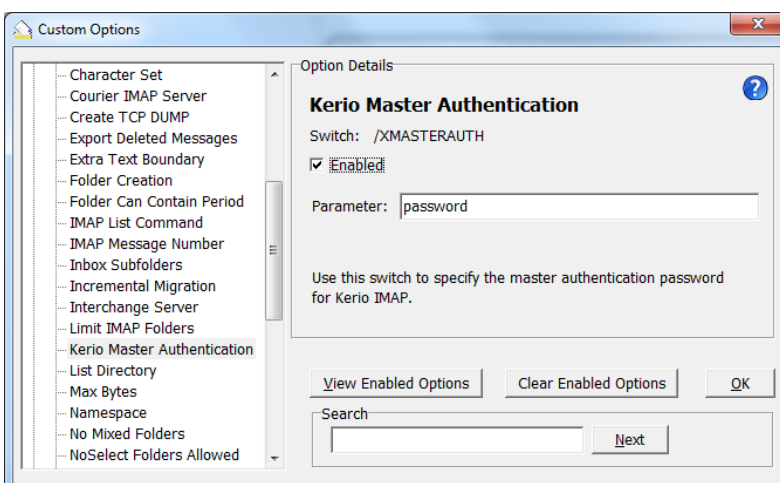 Custom Options
Character Set
Courier IMAP Server
Create TCP DUMP
Export Deleted Messages
Extra Text Boundary
Folder Creation
Folder Can Contain Period
IMAP List Command
IMAP Message Number
Inbox Subfolders
Incremental Migration
Interchange Server
Limit IMAP Folders
Kerio Master Authentication
List Directory
Max Bytes
Namespace
No Mixed Folders
NoSelect Folders Allowed
Option Details
Kerio Master Authentication
Switch: /XMASTERAUTH
Enabled
Parameter: password
Use this switch to specify the master authentication password
for Kerio IMAP.
View Enabled Options Clear Enabled Options OK
Search
Next